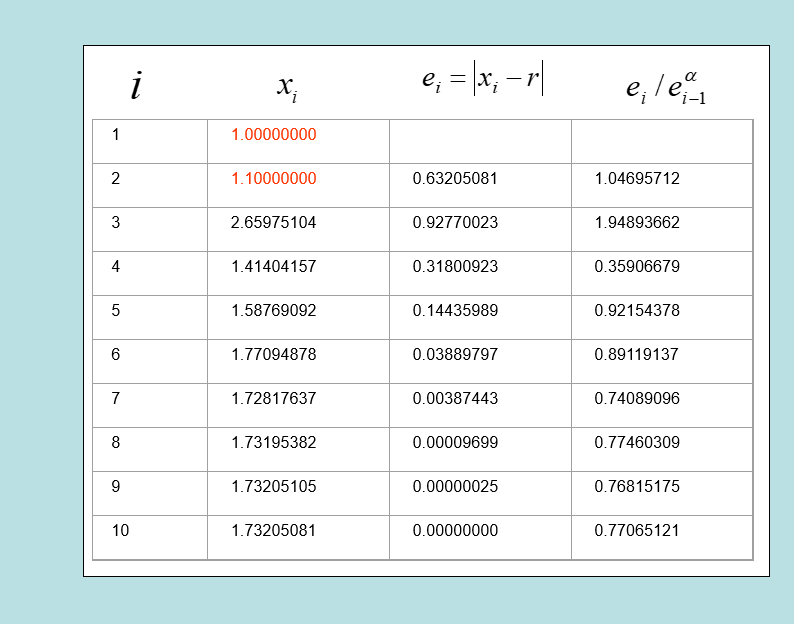 i x_i e_i = |x_i − r| e_i / e_{i−1}^α
1 1.00000000
2 1.10000000 0.63205081 1.04695712
3 2.65975104 0.92770023 1.94893662
4 1.41404157 0.31800923 0.35906679
5 1.58769092 0.14435989 0.92154378
6 1.77094878 0.03889797 0.89119137
7 1.72817637 0.00387443 0.74089096
8 1.73195382 0.00009699 0.77460309
9 1.73205105 0.00000025 0.76815175
10 1.73205081 0.00000000 0.77065121